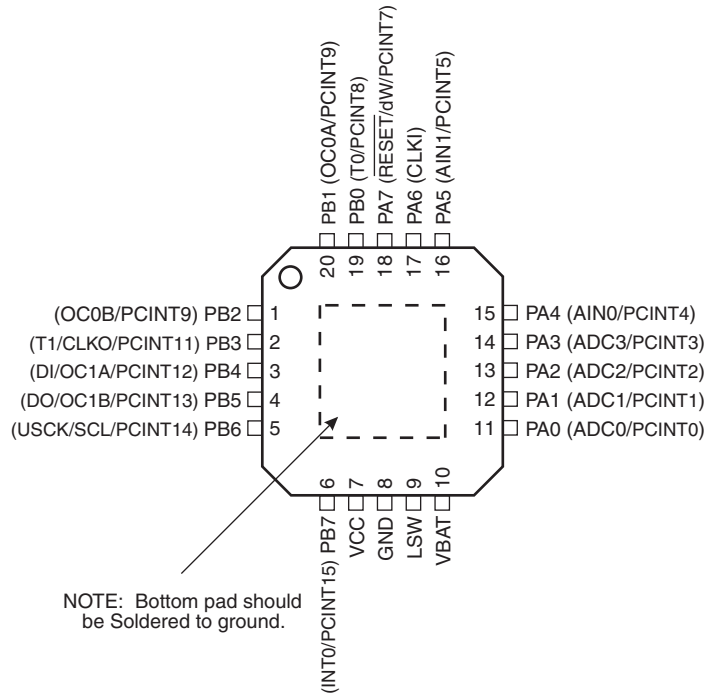 PB1 (OC0A/PCINT9)
PB0 (T0/PCINT8)
PA7 (RESET/dW/PCINT7)
PA6 (CLKI)
PA5 (AIN1/PCINT5)
20
19
18
17
16
(OC0B/PCINT9) PB2 1
(T1/CLKO/PCINT11) PB3 2
(DI/OC1A/PCINT12) PB4 3
(DO/OC1B/PCINT13) PB5 4
(USCK/SCL/PCINT14) PB6 5
15 PA4 (AIN0/PCINT4)
14 PA3 (ADC3/PCINT3)
13 PA2 (ADC2/PCINT2)
12 PA1 (ADC1/PCINT1)
11 PA0 (ADC0/PCINT0)
6
7
8
9
10
(INT0/PCINT15) PB7
VCC
GND
LSW
VBAT
NOTE: Bottom pad should
be Soldered to ground.